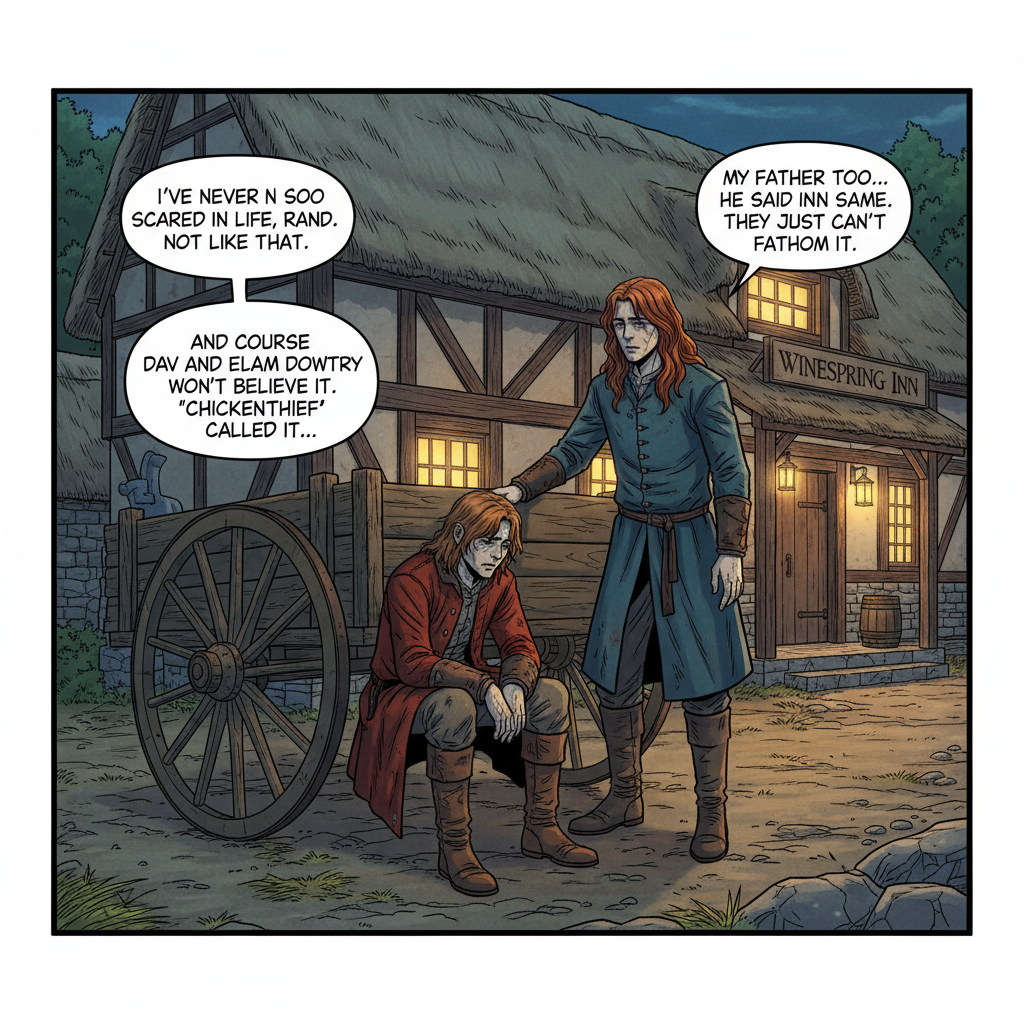 I'VE NEVER N SOO
SCARED IN LIFE, RAND.
NOT LIKE THAT.
AND COURSE
DAV AND ELAM DOWTRY
WON'T BELIEVE IT.
"CHICKENTHIEF'
CALLED IT...
MY FATHER TOO...
HE SAID INN SAME.
THEY JUST CAN'T
FATHOM IT.
WINESPRING INN